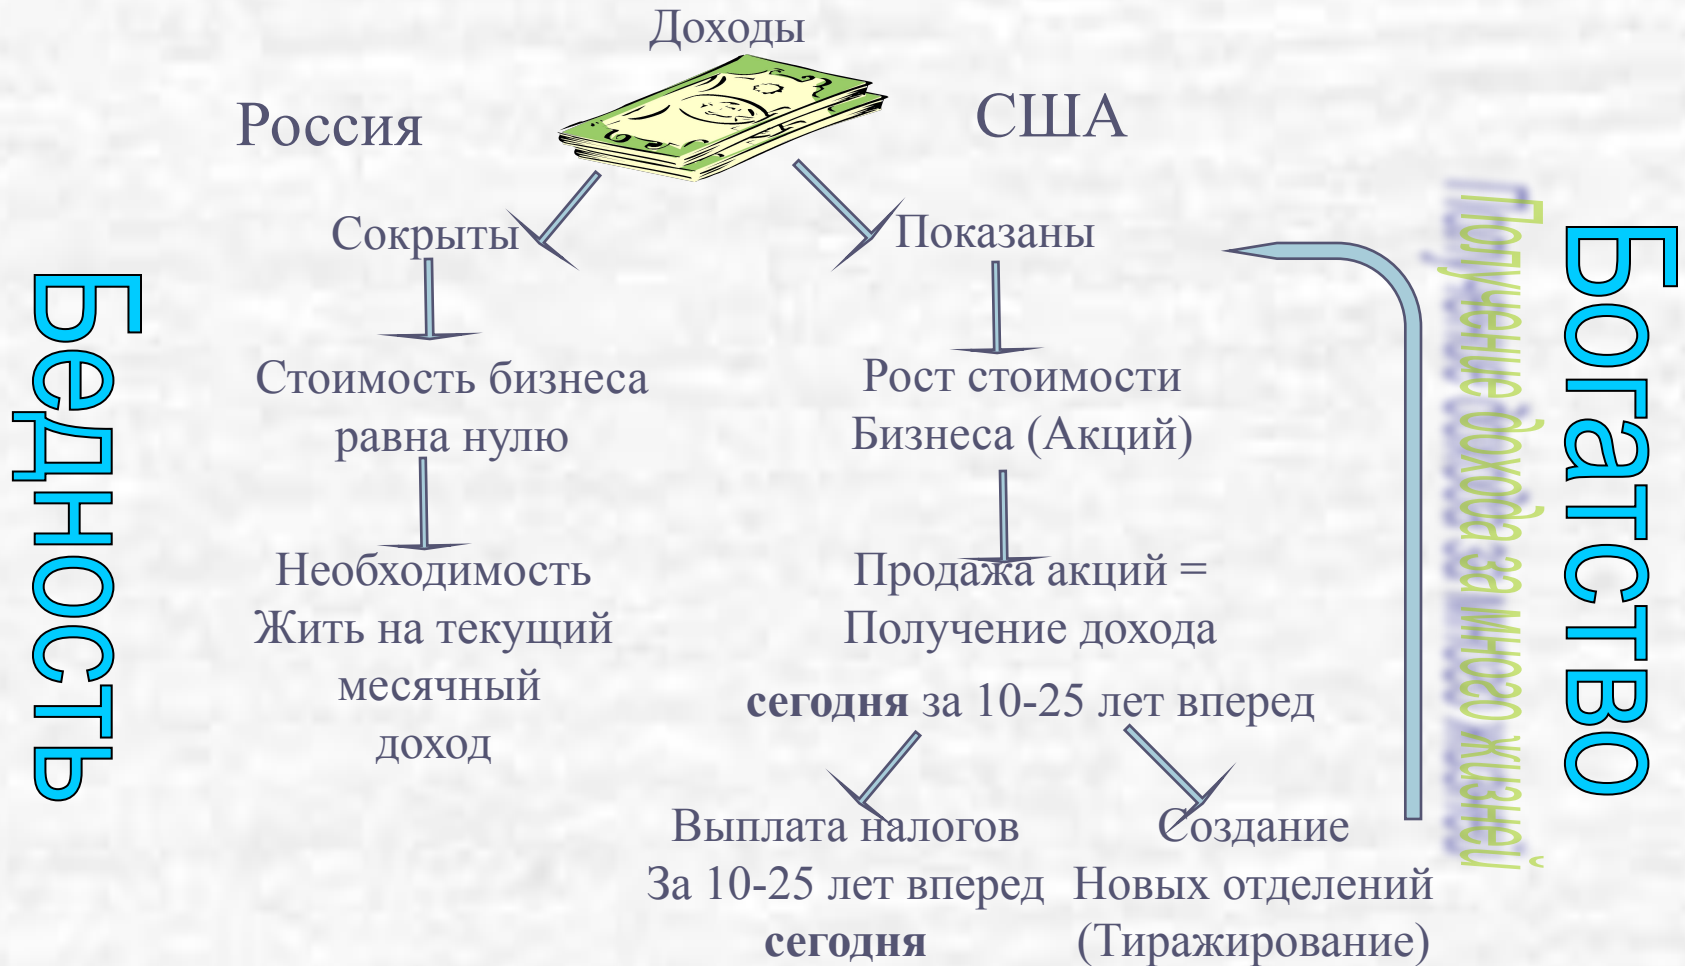 Доходы
Россия
США
Сокрыты
Показаны
Стоимость бизнеса
равна нулю
Рост стоимости
Бизнеса (Акций)
Необходимость
Жить на текущий
месячный
доход
Продажа акций =
Получение дохода
сегодня за 10-25 лет вперед
Выплата налогов
За 10-25 лет вперед
сегодня
Создание
Новых отделений
(Тиражирование)
Бедность
Получение дохода за много жизней
Богатство